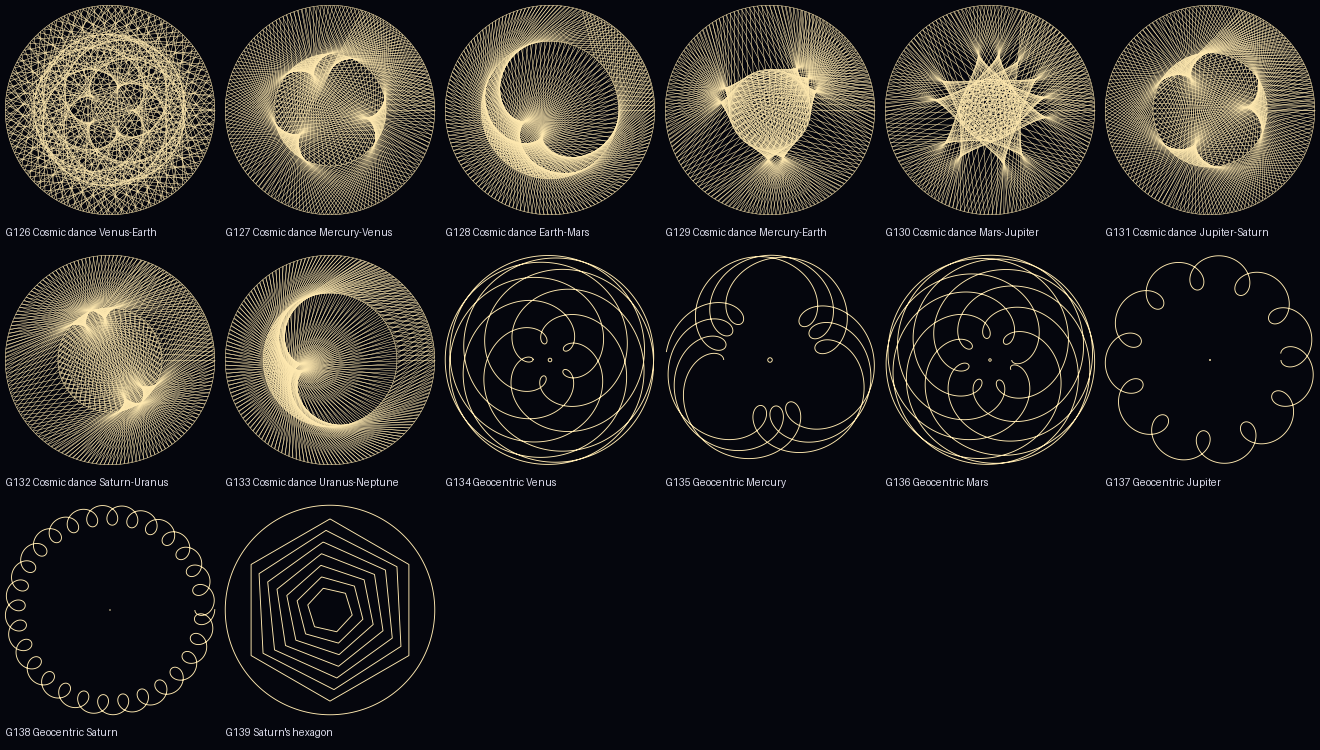 G126 Cosmic dance Venus-Earth
G127 Cosmic dance Mercury-Venus
G128 Cosmic dance Earth-Mars
G129 Cosmic dance Mercury-Earth
G130 Cosmic dance Mars-Jupiter
G131 Cosmic dance Jupiter-Saturn
G132 Cosmic dance Saturn-Uranus
G133 Cosmic dance Uranus-Neptune
G134 Geocentric Venus
G135 Geocentric Mercury
G136 Geocentric Mars
G137 Geocentric Jupiter
G138 Geocentric Saturn
G139 Saturn's hexagon